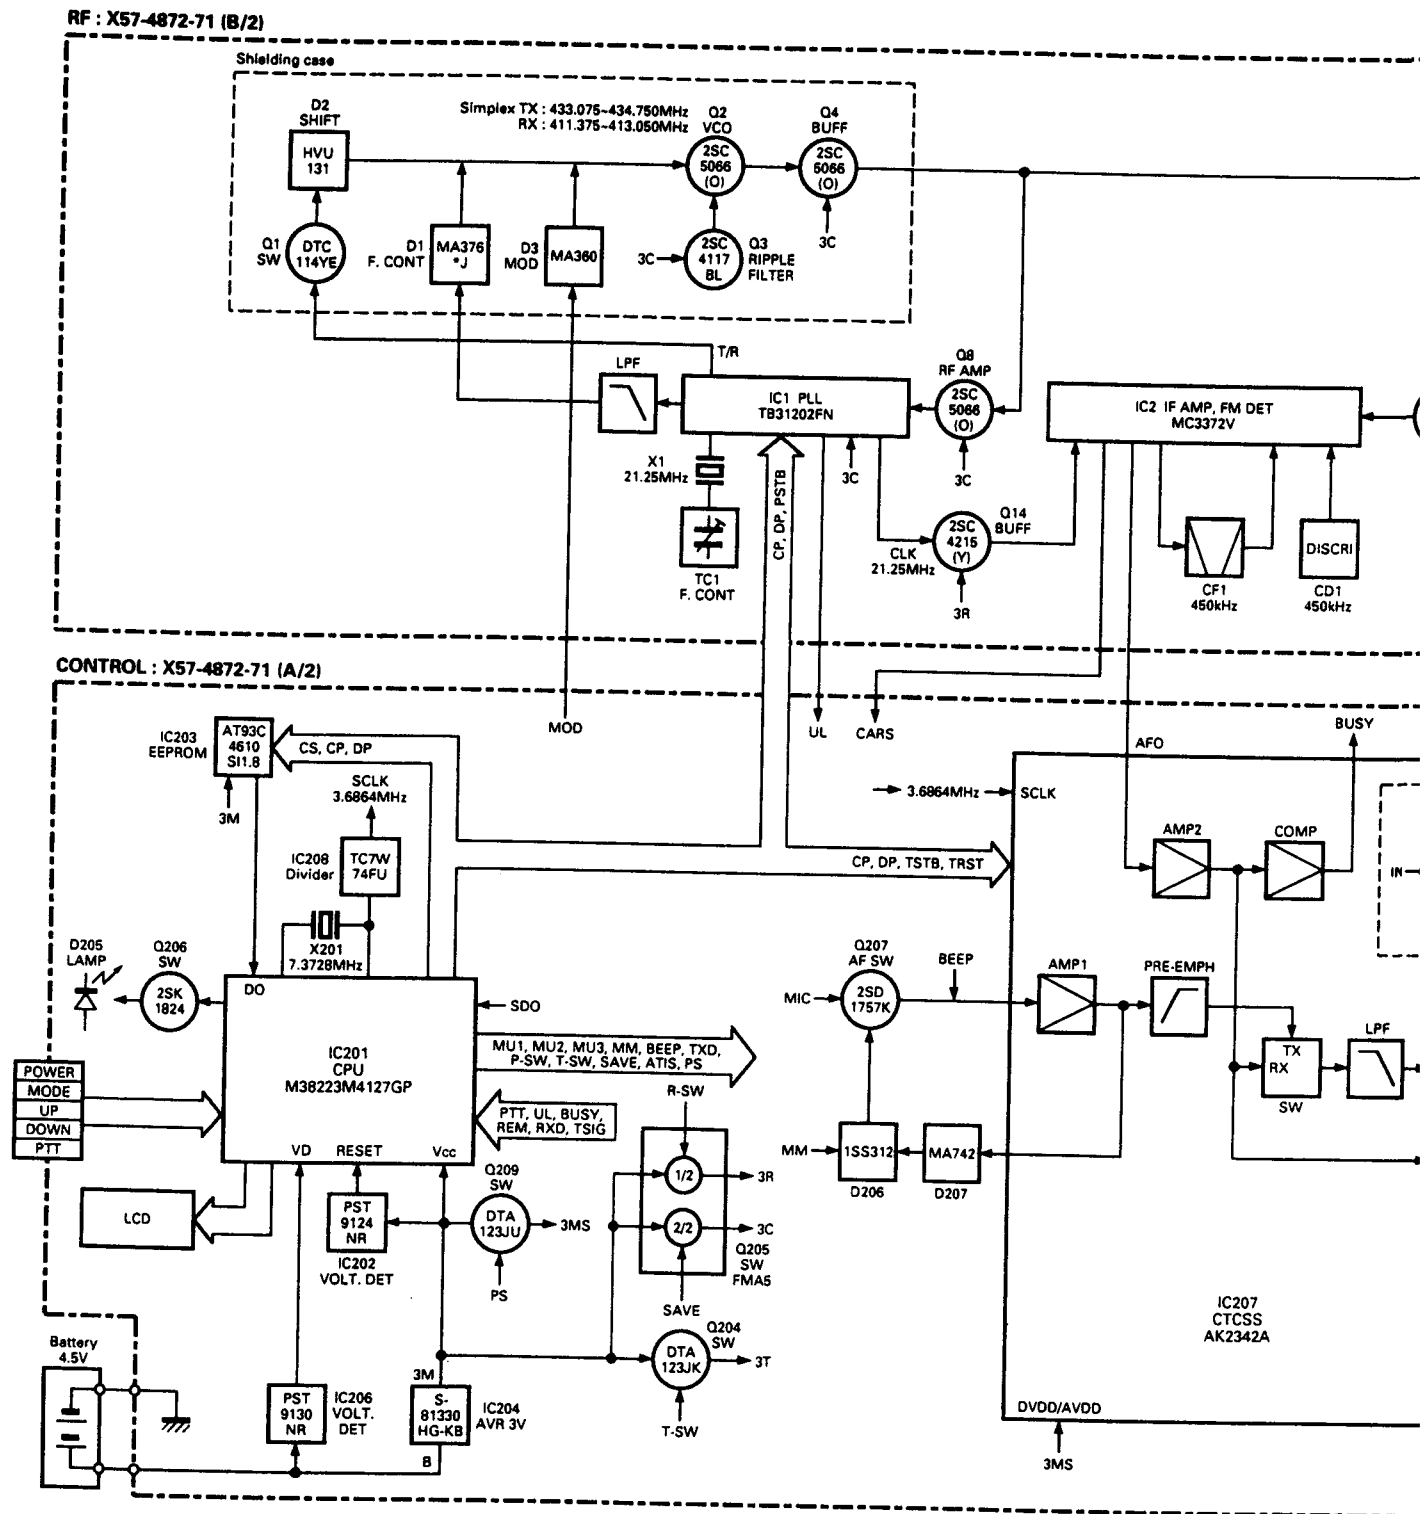 RF : X57-4872-71 (B/2)
Shielding case
D2
SHIFT
HVU
131
Simplex TX : 433.075~434.750MHz
RX : 411.375~413.050MHz
Q2
VCO
2SC
5066
(O)
Q4
BUFF
2SC
5066
(O)
3C
Q1
SW
DTC
114YE
D1
F. CONT
MA376
*J
D3
MOD
MA360
3C
2SC
4117
BL
Q3
RIPPLE
FILTER
T/R
LPF
IC1 PLL
TB31202FN
Q8
RF AMP
2SC
5066
(O)
3C
IC2 IF AMP, FM DET
MC3372V
X1
21.25MHz
TC1
F. CONT
CP, DP, PSTB
3C
CLK
21.25MHz
2SC
4215
(Y)
Q14
BUFF
3R
CF1
450kHz
DISCRI
CD1
450kHz
CONTROL : X57-4872-71 (A/2)
MOD
UL
CARS
AFO
BUSY
IC203
EEPROM
AT93C
4610
SI1.8
CS, CP, DP
3M
SCLK
3.6864MHz
3.6864MHz
SCLK
IC208
Divider
TC7W
74FU
X201
7.3728MHz
CP, DP, TSTB, TRST
AMP2
COMP
IN
D205
LAMP
Q206
SW
2SK
1824
DO
SDO
IC201
CPU
M38223M4127GP
MU1, MU2, MU3, MM, BEEP, TXD,
P-SW, T-SW, SAVE, ATIS, PS
PTT, UL, BUSY,
REM, RXD, TSIG
VD
RESET
Vcc
Q207
AF SW
MIC
2SD
1757K
BEEP
AMP1
PRE-EMPH
TX
RX
SW
LPF
POWER
MODE
UP
DOWN
PTT
R-SW
1/2
3R
2/2
3C
Q205
SW
FMA5
SAVE
MM
1SS312
D206
MA742
D207
LCD
PST
9124
NR
IC202
VOLT. DET
Q209
SW
DTA
123JU
3MS
PS
Q204
SW
DTA
123JK
3T
T-SW
IC207
CTCSS
AK2342A
Battery
4.5V
PST
9130
NR
IC206
VOLT.
DET
3M
S-
81330
HG-KB
IC204
AVR 3V
B
DVDD/AVDD
3MS